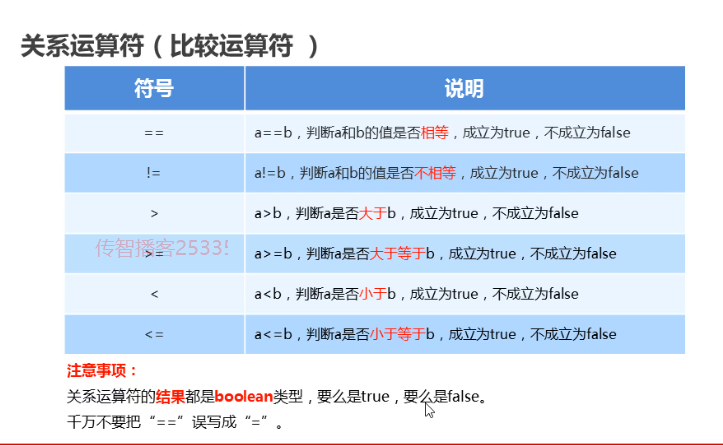 关系运算符（比较运算符 ）
符号 说明
== a==b，判断a和b的值是否相等，成立为true，不成立为false
!= a!=b，判断a和b的值是否不相等，成立为true，不成立为false
> a>b，判断a是否大于b，成立为true，不成立为false
传智播客25335
>= a>=b，判断a是否大于等于b，成立为true，不成立为false
< a<b，判断a是否小于b，成立为true，不成立为false
<= a<=b，判断a是否小于等于b，成立为true，不成立为false
注意事项：
关系运算符的结果都是boolean类型，要么是true，要么是false。
千万不要把“==”误写成“=”。